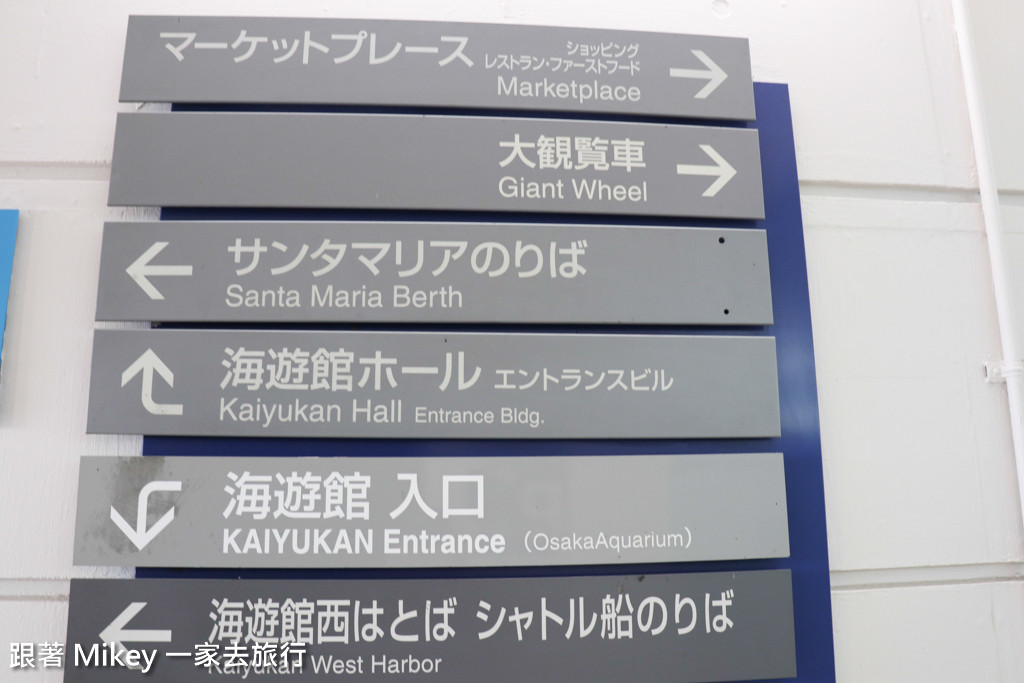 マーケットプレース
ショッピング
レストラン・ファーストフード
Marketplace
大観覧車
Giant Wheel
サンタマリアのりば
Santa Maria Berth
海遊館ホール エントランスビル
Kaiyukan Hall Entrance Bldg.
海遊館 入口
KAIYUKAN Entrance (OsakaAquarium)
海遊館西はとば シャトル船のりば
Kaiyukan West Harbor
跟著 Mikey 一家去旅行